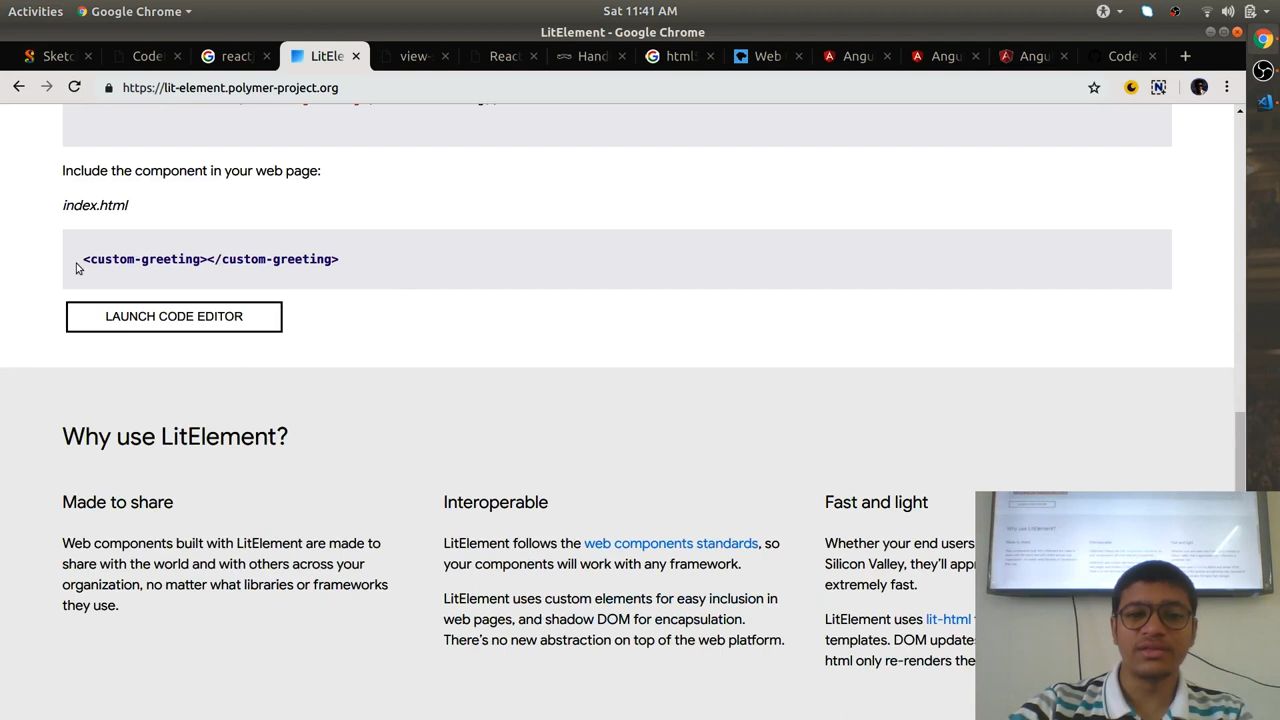 Activities
Google Chrome
Sat 11:41 AM
LitElement - Google Chrome
Sketc
Code
react
LitEle
view-
React
Handl
htmlS
Web
Angu
Angu
Angu
Code
https://lit-element.polymer-project.org
Include the component in your web page:
index.html
<custom-greeting></custom-greeting>
LAUNCH CODE EDITOR
Why use LitElement?
Made to share
Web components built with LitElement are made to
share with the world and with others across your
organization, no matter what libraries or frameworks
they use.
Interoperable
LitElement follows the web components standards, so
your components will work with any framework.
LitElement uses custom elements for easy inclusion in
web pages, and shadow DOM for encapsulation.
There's no new abstraction on top of the web platform.
Fast and light
Whether your end users
Silicon Valley, they'll app
extremely fast.
LitElement uses lit-html
templates. DOM update
html only re-renders the
Why use LitElement?